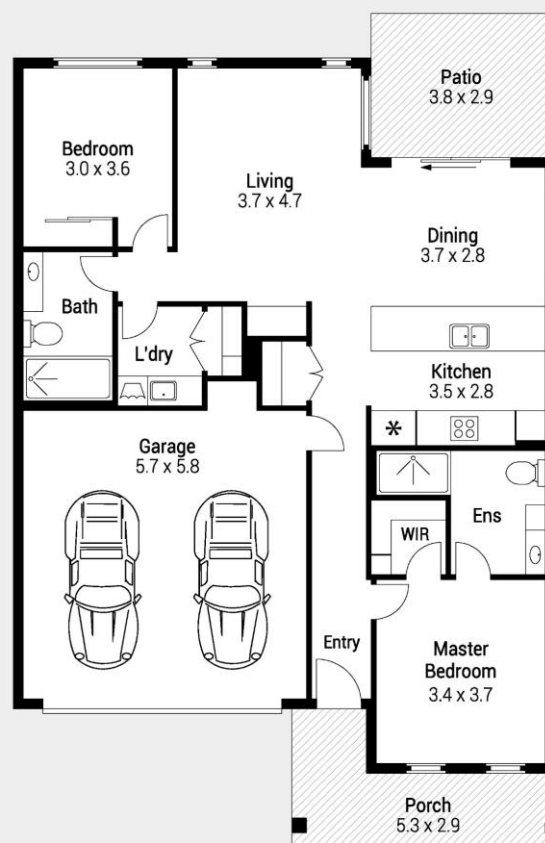 Patio
3.8 x 2.9
Bedroom
3.0 x 3.6
Living
3.7 x 4.7
Dining
3.7 x 2.8
Bath
L'dry
Kitchen
3.5 x 2.8
Garage
5.7 x 5.8
*
WIR
Ens
Entry
Master
Bedroom
3.4 x 3.7
Porch
5.3 x 2.9